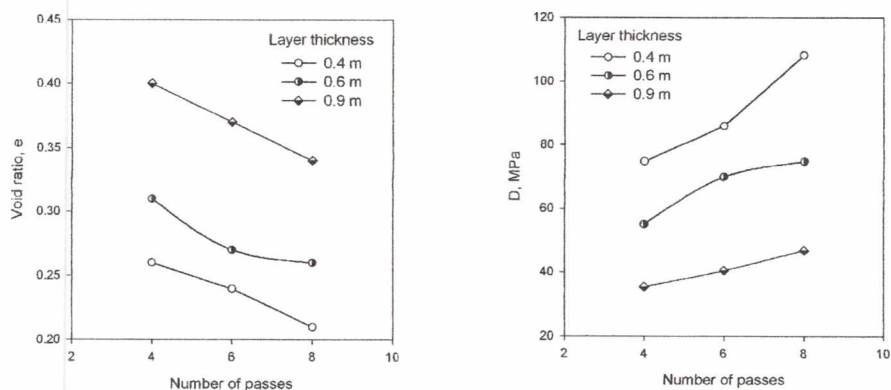 0.45
0.40
0.35
0.30
0.25
0.20
Void ratio, e
Layer thickness
0.4 m
0.6 m
0.9 m
2 4 6 8 10
Number of passes
120
100
80
60
40
20
D, MPa
Layer thickness
0.4 m
0.6 m
0.9 m
2 4 6 8 10
Number of passes